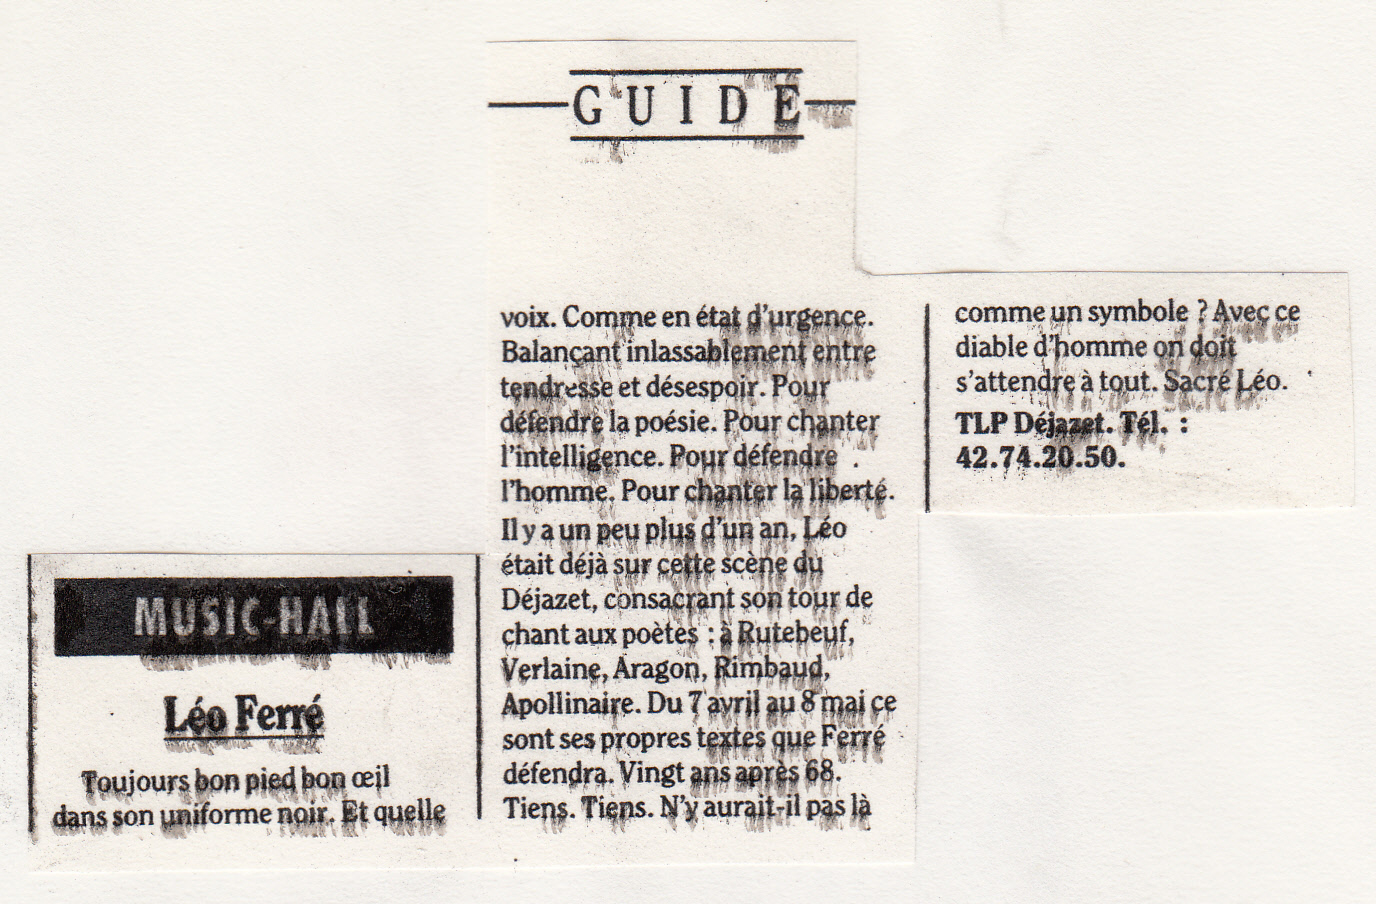 GUIDE
MUSIC-HALL
Léo Ferré
Toujours bon pied bon œil
dans son uniforme noir. Et quelle
voix. Comme en état d'urgence.
Balançant inlassablement entre
tendresse et désespoir. Pour
défendre la poésie. Pour chanter
l'intelligence. Pour défendre
l'homme. Pour chanter la liberté.
Il y a un peu plus d'un an, Léo
était déjà sur cette scène du
Déjazet, consacrant son tour de
chant aux poètes : à Rutebeuf,
Verlaine, Aragon, Rimbaud,
Apollinaire. Du 7 avril au 8 mai ce
sont ses propres textes que Ferré
défendra. Vingt ans après 68.
Tiens. Tiens. N'y aurait-il pas là
comme un symbole ? Avec ce
diable d'homme on doit
s'attendre à tout. Sacré Léo.
TLP Déjazet. Tél. :
42.74.20.50.